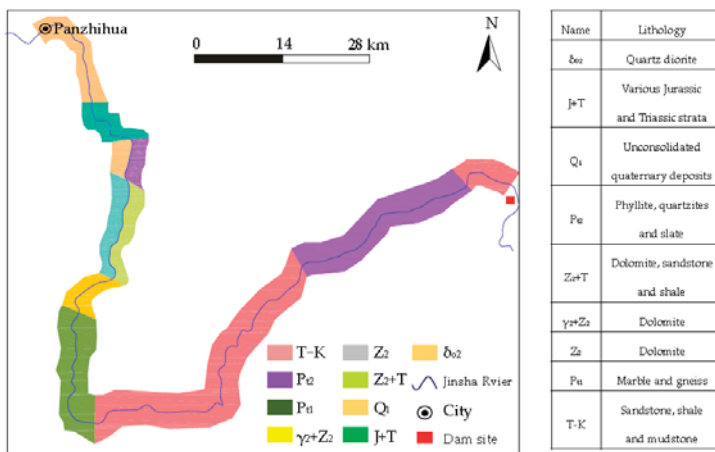 Panzhihua
N
0 14 28 km
T-K Z₂ δₒ₂
Pt₂ Z₂+T Jinsha Rvier
Pt₁ Q₁ City
γ₂+Z₂ J+T Dam site
Name Lithology
δₒ₂ Quartz diorite
J+T Various Jurassic
and Triassic strata
Q₁ Unconsolidated
quaternary deposits
Pt₂ Phyllite, quartzites
and slate
Z₂+T Dolomite, sandstone
and shale
γ₂+Z₂ Dolomite
Z₂ Dolomite
Pt₁ Marble and gneiss
T-K Sandstone, shale
and mudstone